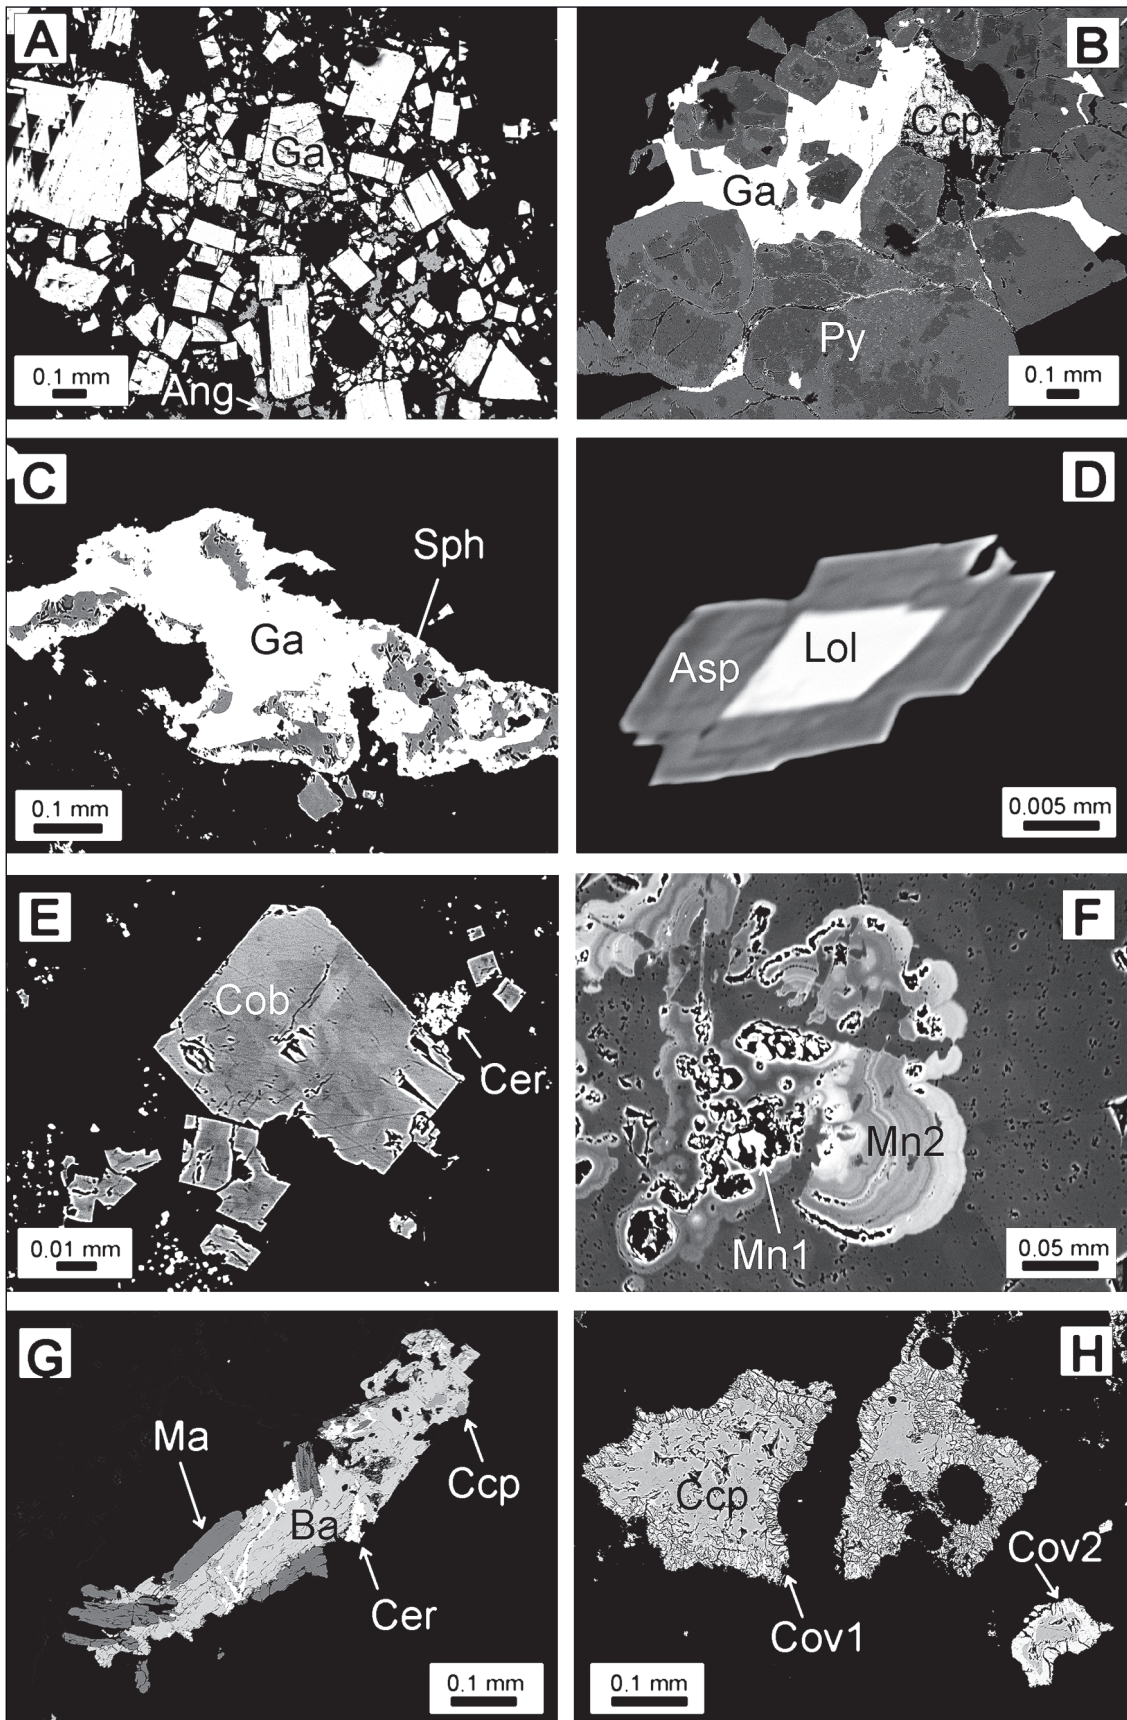 A
Ga
Ang
0.1 mm
B
Ccp
Ga
Py
0.1 mm
C
Sph
Ga
0.1 mm
D
Asp
Lol
0.005 mm
E
Cob
Cer
0.01 mm
F
Mn2
Mn1
0.05 mm
G
Ma
Ccp
Ba
Cer
0.1 mm
H
Ccp
Cov2
Cov1
0.1 mm